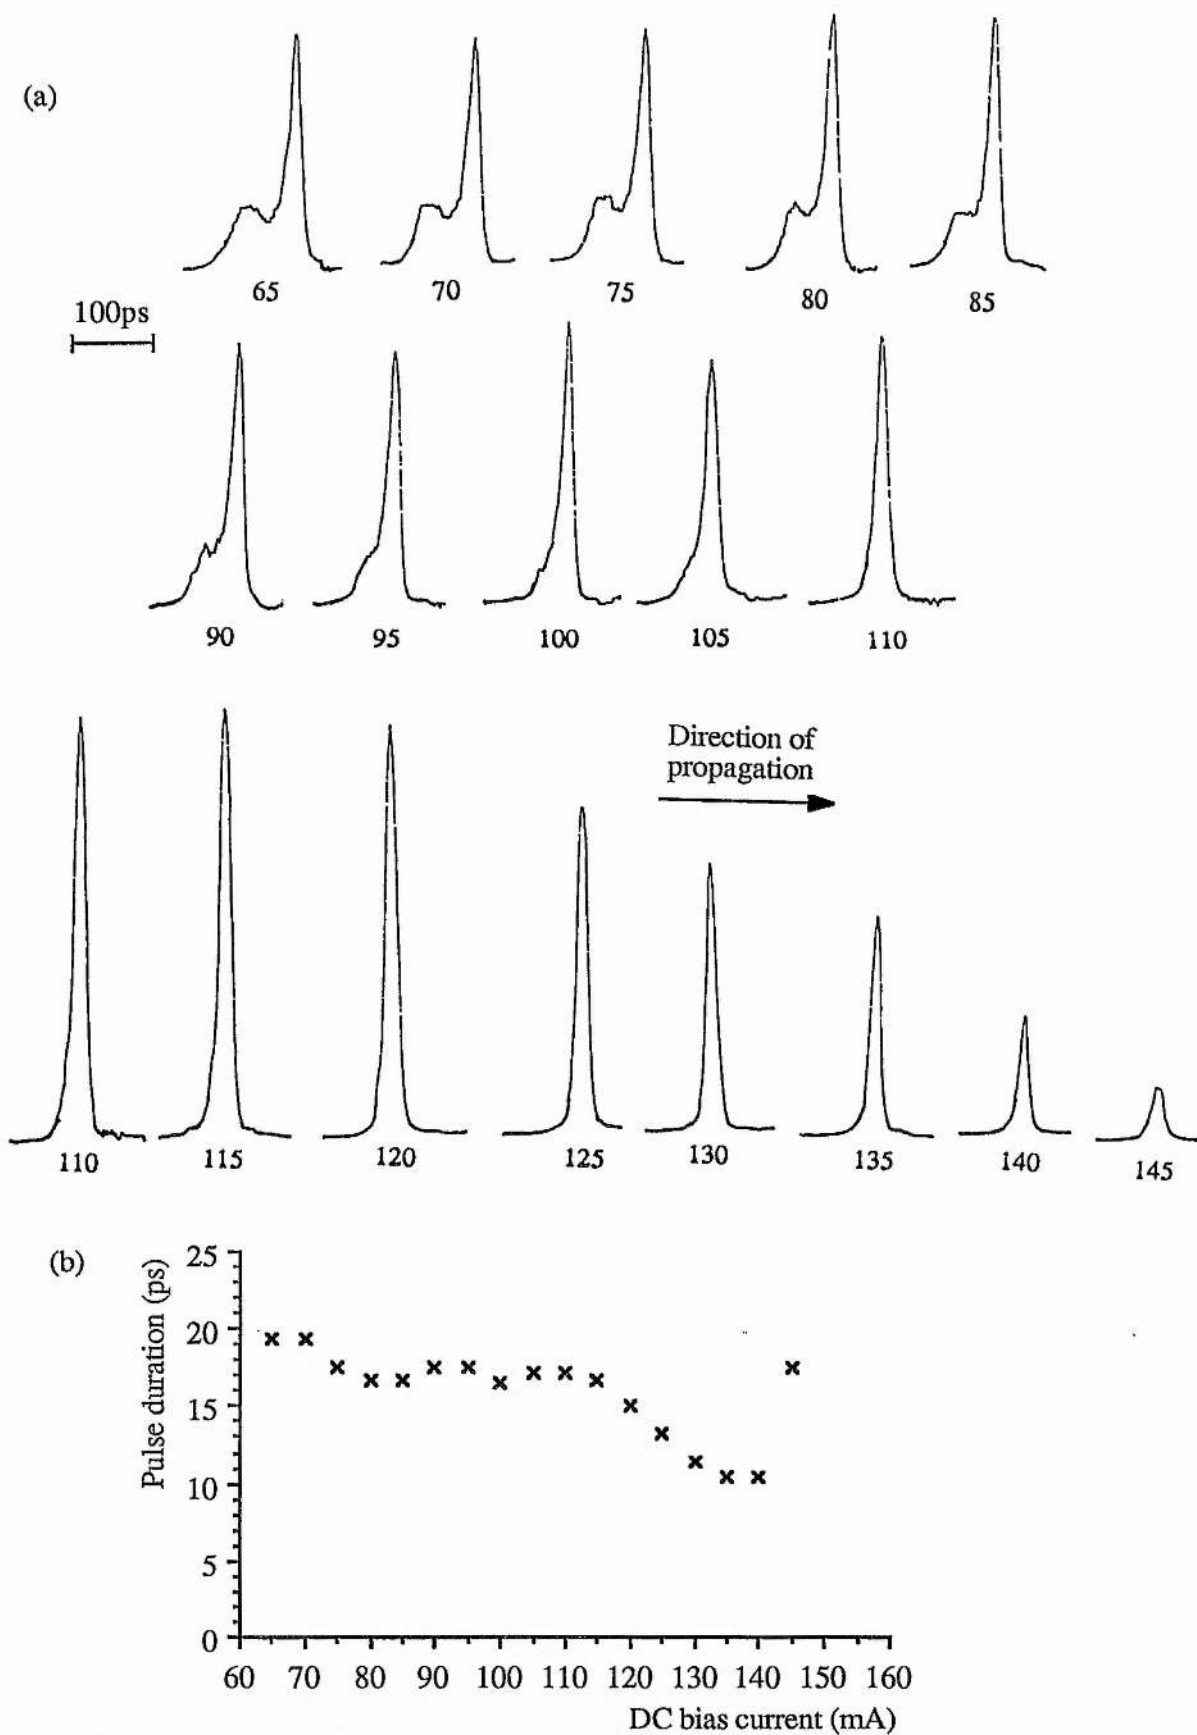 (a)
65 70 75 80 85
100ps
90 95 100 105 110
Direction of
propagation
110 115 120 125 130 135 140 145
(b)
Pulse duration (ps)
25
20
15
10
5
0
60 70 80 90 100 110 120 130 140 150 160
DC bias current (mA)